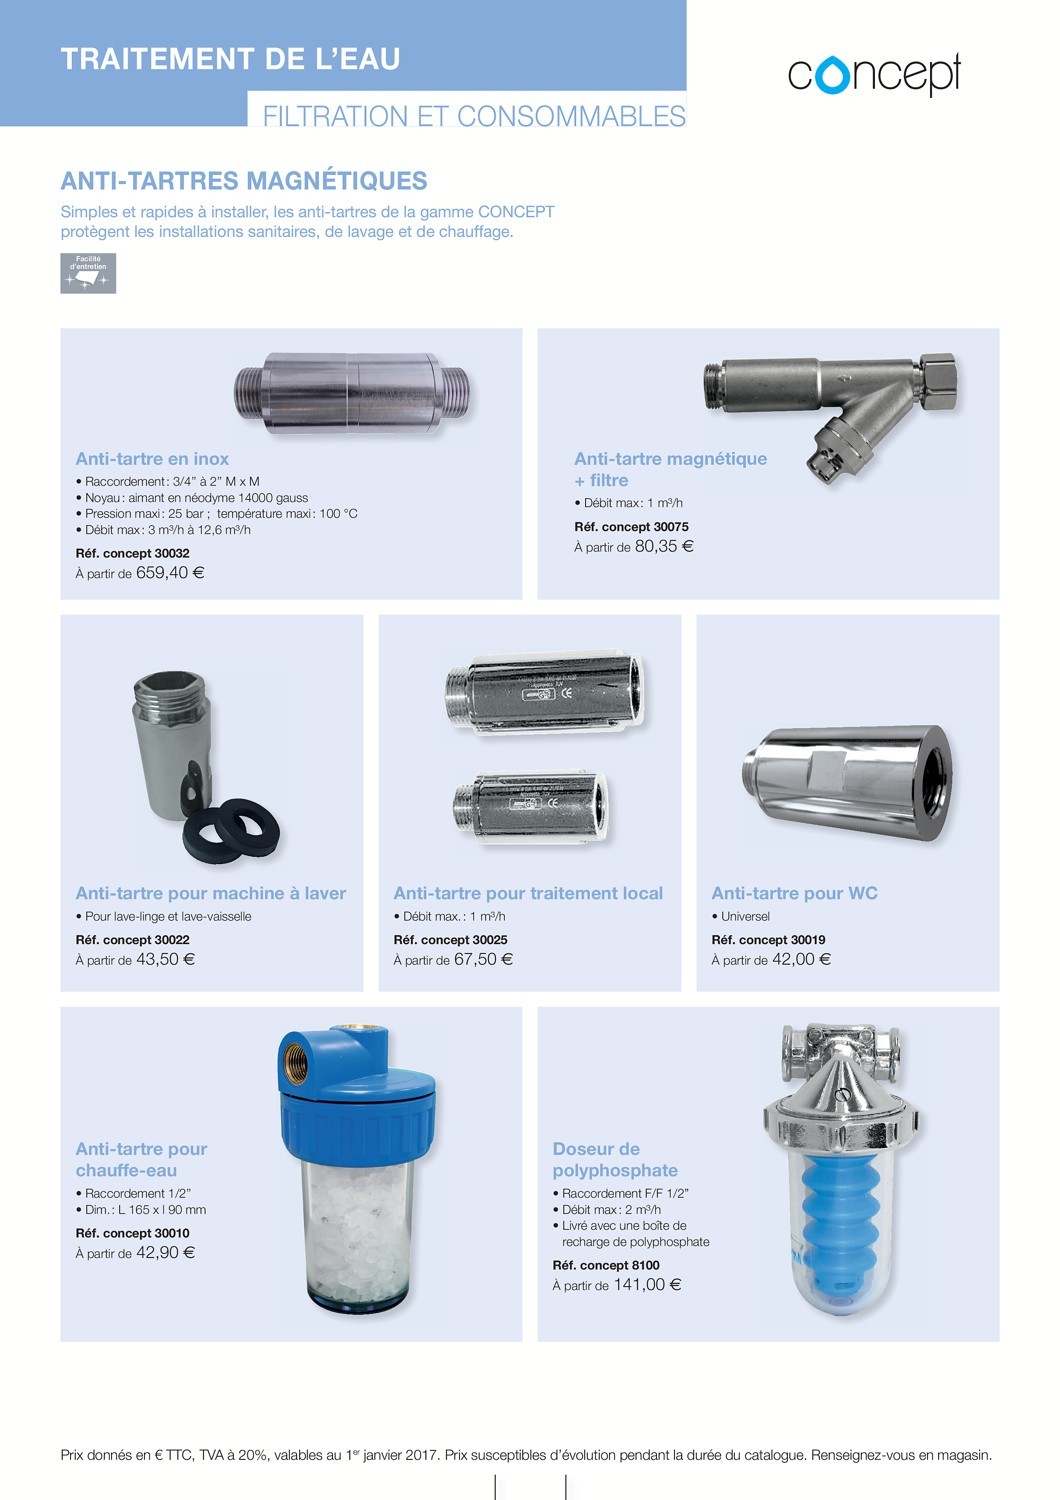 TRAITEMENT DE L’EAU
concept
FILTRATION ET CONSOMMABLES
ANTI-TARTRES MAGNÉTIQUES
Simples et rapides à installer, les anti-tartres de la gamme CONCEPT
protègent les installations sanitaires, de lavage et de chauffage.
Facilité
d'entretien
Anti-tartre en inox
• Raccordement : 3/4” à 2” M x M
• Noyau : aimant en néodyme 14000 gauss
• Pression maxi : 25 bar ; température maxi : 100 °C
• Débit max : 3 m³/h à 12,6 m³/h
Réf. concept 30032
À partir de 659,40 €
Anti-tartre magnétique
+ filtre
• Débit max : 1 m³/h
Réf. concept 30075
À partir de 80,35 €
Anti-tartre pour machine à laver
• Pour lave-linge et lave-vaisselle
Réf. concept 30022
À partir de 43,50 €
Anti-tartre pour traitement local
• Débit max. : 1 m³/h
Réf. concept 30025
À partir de 67,50 €
Anti-tartre pour WC
• Universel
Réf. concept 30019
À partir de 42,00 €
Anti-tartre pour
chauffe-eau
• Raccordement 1/2”
• Dim. : L 165 x l 90 mm
Réf. concept 30010
À partir de 42,90 €
Doseur de
polyphosphate
• Raccordement F/F 1/2”
• Débit max : 2 m³/h
• Livré avec une boîte de
recharge de polyphosphate
Réf. concept 8100
À partir de 141,00 €
Prix donnés en € TTC, TVA à 20%, valables au 1er janvier 2017. Prix susceptibles d’évolution pendant la durée du catalogue. Renseignez-vous en magasin.